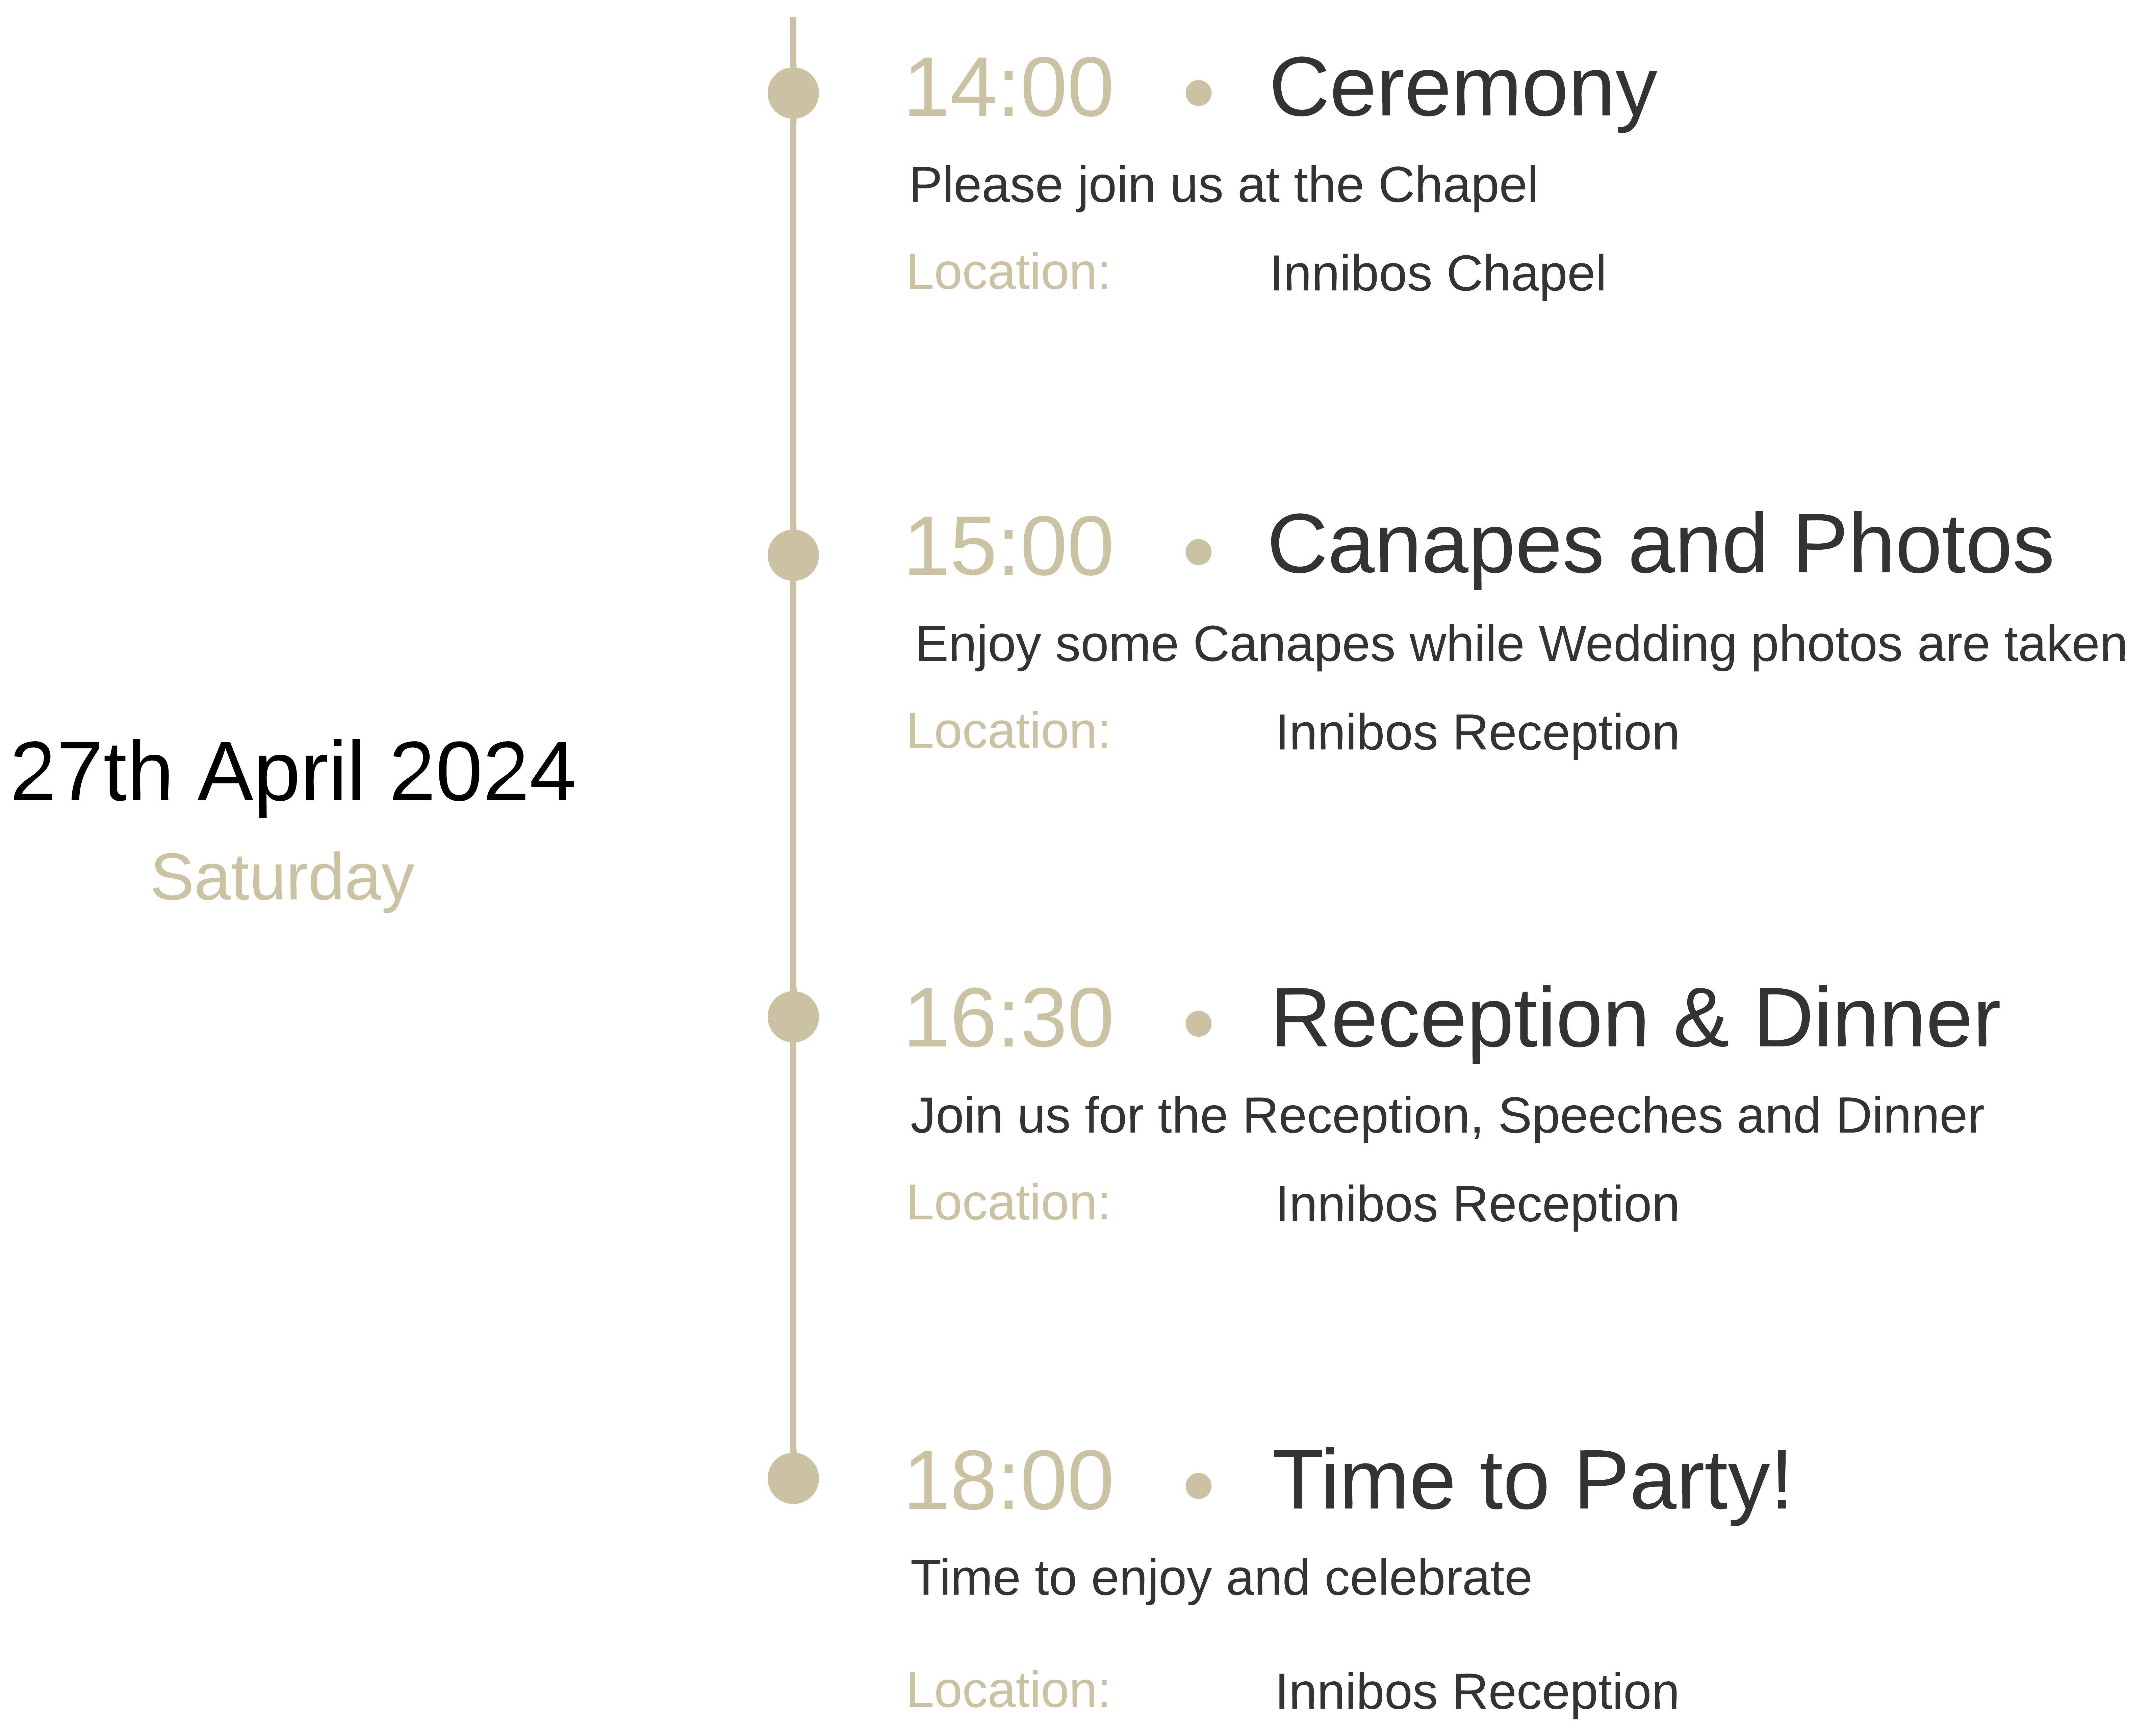 27th April 2024
Saturday
14:00 • Ceremony
Please join us at the Chapel
Location: Innibos Chapel
15:00 • Canapes and Photos
Enjoy some Canapes while Wedding photos are taken
Location: Innibos Reception
16:30 • Reception & Dinner
Join us for the Reception, Speeches and Dinner
Location: Innibos Reception
18:00 • Time to Party!
Time to enjoy and celebrate
Location: Innibos Reception